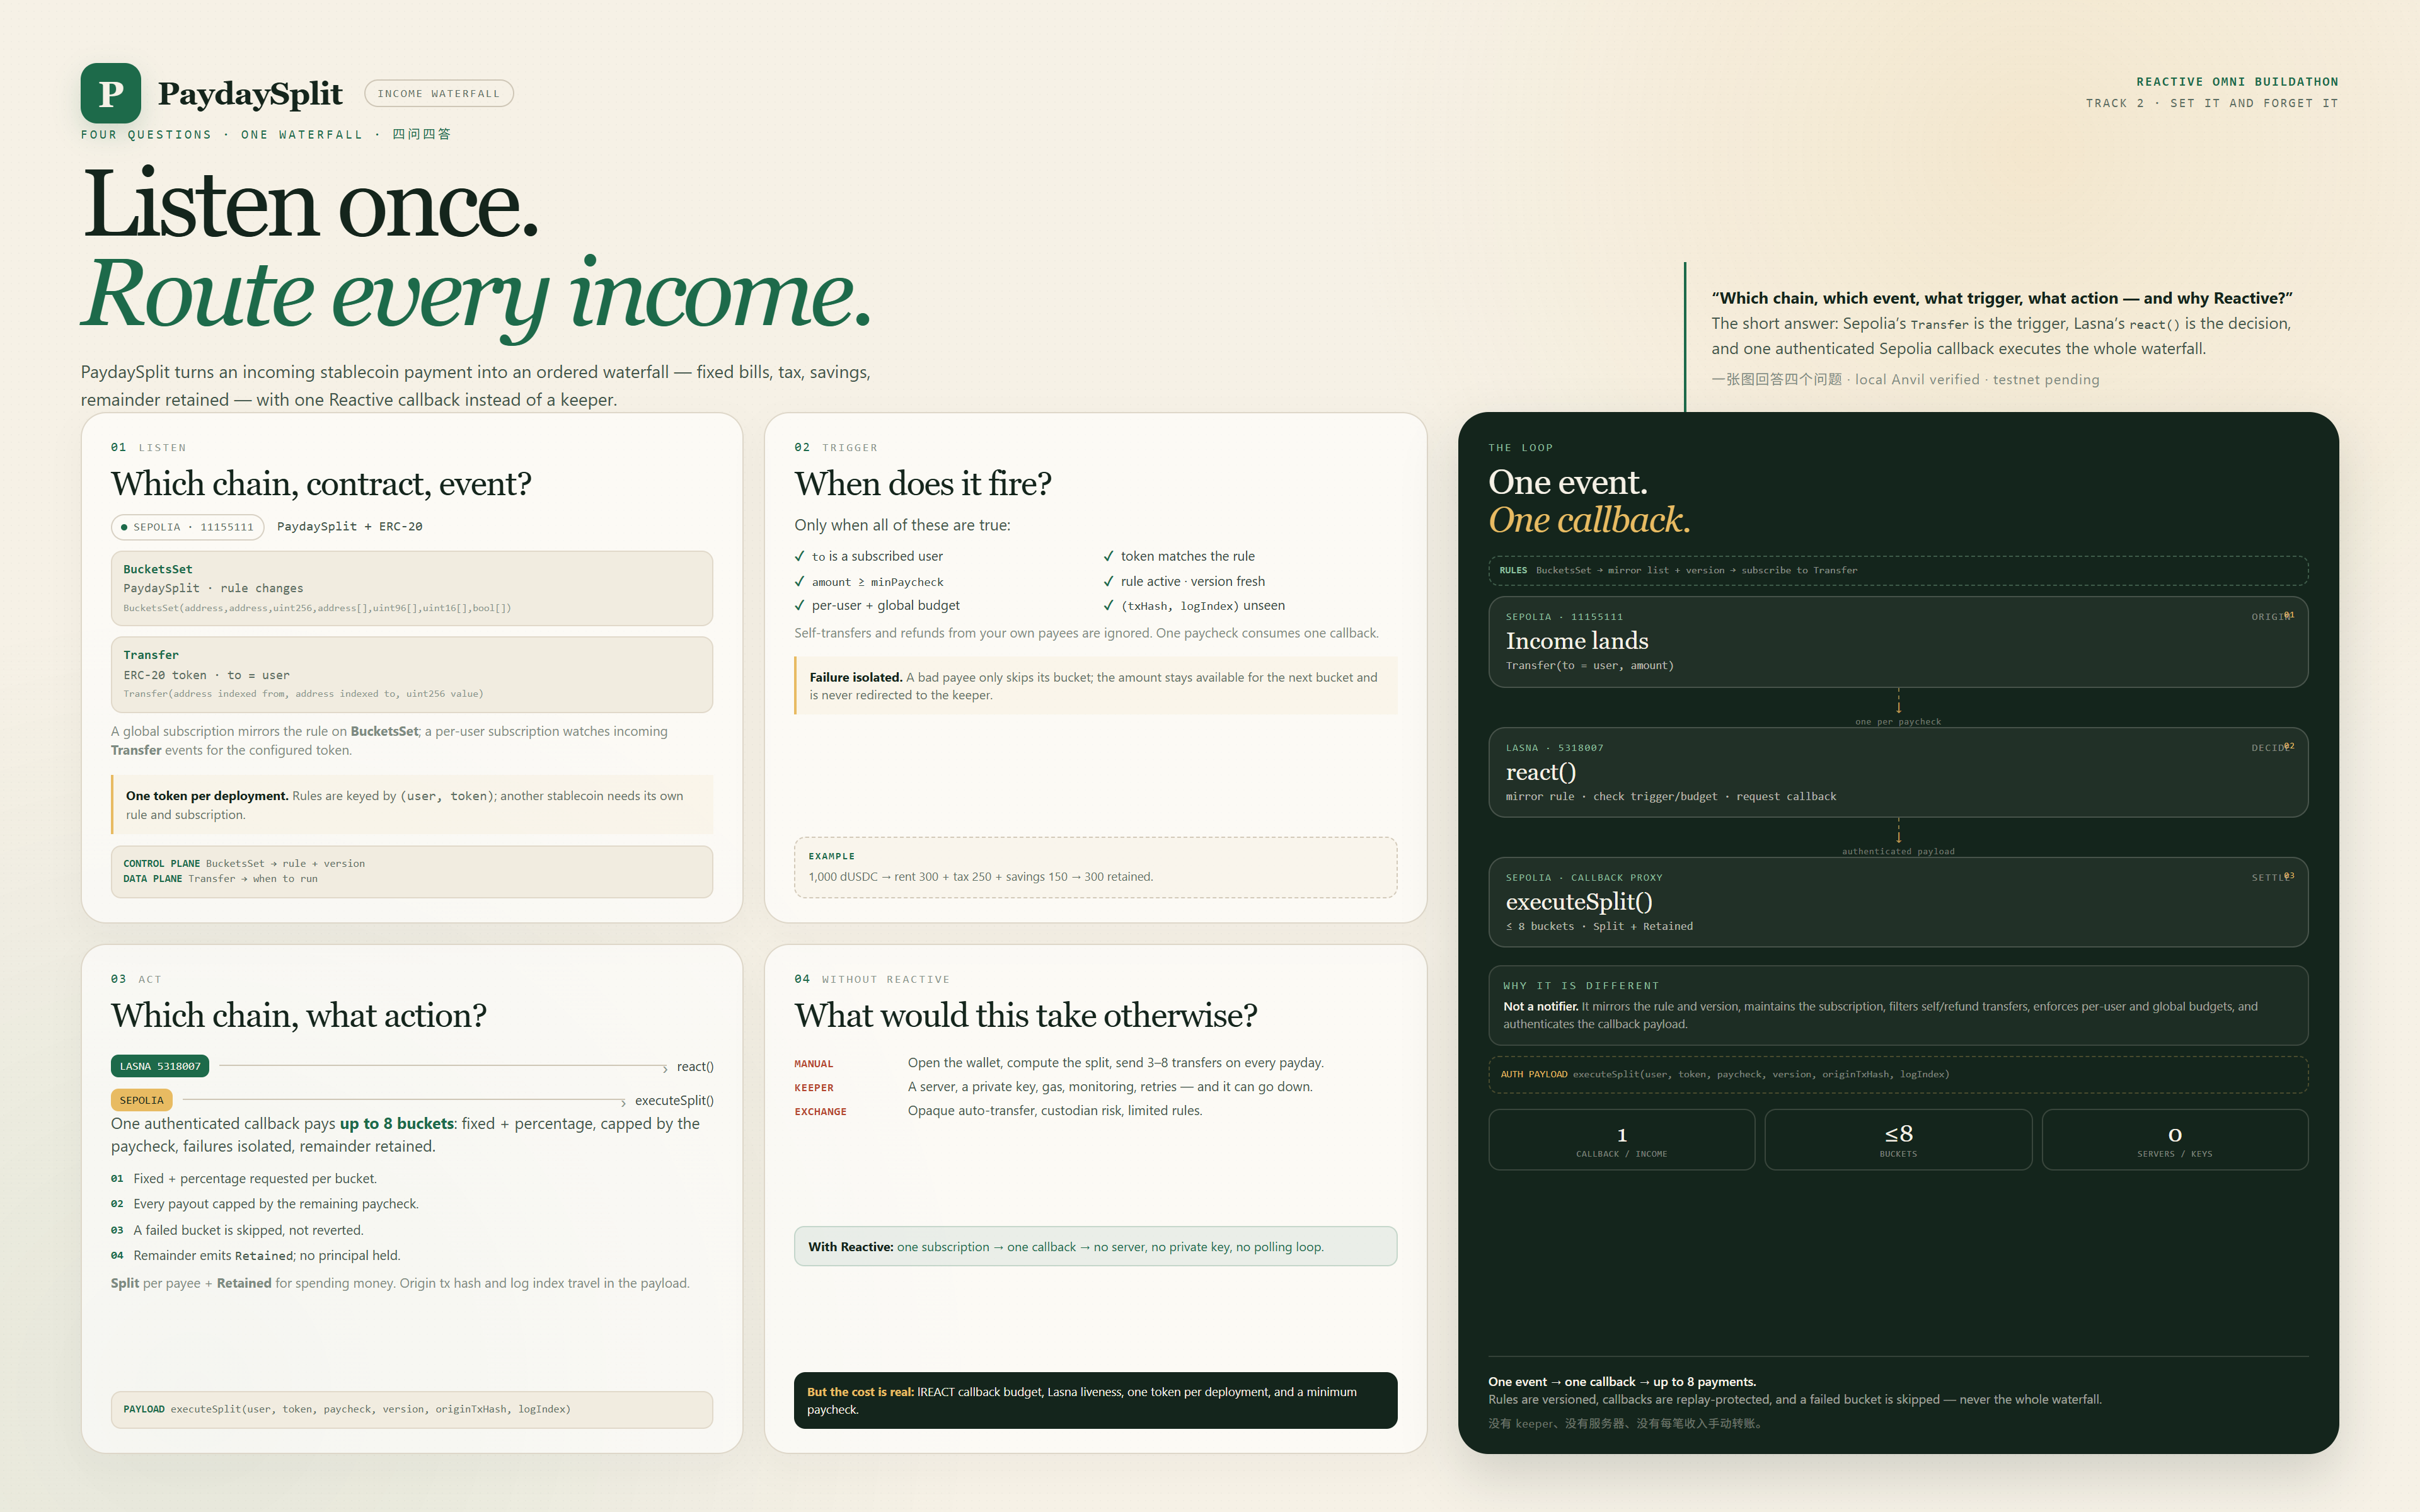 P PaydaySplit INCOME WATERFALL
REACTIVE OMNI BUILDATHON
TRACK 2 · SET IT AND FORGET IT
FOUR QUESTIONS · ONE WATERFALL · 四问四答
Listen once.
Route every income.
PaydaySplit turns an incoming stablecoin payment into an ordered waterfall — fixed bills, tax, savings,
remainder retained — with one Reactive callback instead of a keeper.
“Which chain, which event, what trigger, what action — and why Reactive?”
The short answer: Sepolia’s Transfer is the trigger, Lasna’s react() is the decision,
and one authenticated Sepolia callback executes the whole waterfall.
一张图回答四个问题 · local Anvil verified · testnet pending
01 LISTEN
Which chain, contract, event?
SEPOLIA · 11155111 PaydaySplit + ERC-20
BucketsSet
PaydaySplit · rule changes
BucketsSet(address,address,uint256,address[],uint96[],uint16[],bool[])
Transfer
ERC-20 token · to = user
Transfer(address indexed from, address indexed to, uint256 value)
A global subscription mirrors the rule on BucketsSet; a per-user subscription watches incoming
Transfer events for the configured token.
One token per deployment. Rules are keyed by (user, token); another stablecoin needs its own
rule and subscription.
CONTROL PLANE BucketsSet → rule + version
DATA PLANE Transfer → when to run
02 TRIGGER
When does it fire?
Only when all of these are true:
✓ to is a subscribed user
✓ token matches the rule
✓ amount ≥ minPaycheck
✓ rule active · version fresh
✓ per-user + global budget
✓ (txHash, logIndex) unseen
Self-transfers and refunds from your own payees are ignored. One paycheck consumes one callback.
Failure isolated. A bad payee only skips its bucket; the amount stays available for the next bucket and
is never redirected to the keeper.
EXAMPLE
1,000 dUSDC → rent 300 + tax 250 + savings 150 → 300 retained.
03 ACT
Which chain, what action?
LASNA 5318007 react()
SEPOLIA executeSplit()
One authenticated callback pays up to 8 buckets: fixed + percentage, capped by the
paycheck, failures isolated, remainder retained.
01 Fixed + percentage requested per bucket.
02 Every payout capped by the remaining paycheck.
03 A failed bucket is skipped, not reverted.
04 Remainder emits Retained; no principal held.
Split per payee + Retained for spending money. Origin tx hash and log index travel in the payload.
PAYLOAD executeSplit(user, token, paycheck, version, originTxHash, logIndex)
04 WITHOUT REACTIVE
What would this take otherwise?
MANUAL Open the wallet, compute the split, send 3–8 transfers on every payday.
KEEPER A server, a private key, gas, monitoring, retries — and it can go down.
EXCHANGE Opaque auto-transfer, custodian risk, limited rules.
With Reactive: one subscription → one callback → no server, no private key, no polling loop.
But the cost is real: lREACT callback budget, Lasna liveness, one token per deployment, and a minimum
paycheck.
THE LOOP
One event.
One callback.
RULES BucketsSet → mirror list + version → subscribe to Transfer
SEPOLIA · 11155111 ORIGIN 01
Income lands
Transfer(to = user, amount)
↓
one per paycheck
LASNA · 5318007 DECIDE 02
react()
mirror rule · check trigger/budget · request callback
↓
authenticated payload
SEPOLIA · CALLBACK PROXY SETTLE 03
executeSplit()
≤ 8 buckets · Split + Retained
WHY IT IS DIFFERENT
Not a notifier. It mirrors the rule and version, maintains the subscription, filters self/refund transfers, enforces per-user and global budgets, and
authenticates the callback payload.
AUTH PAYLOAD executeSplit(user, token, paycheck, version, originTxHash, logIndex)
1 ≤8 0
CALLBACK / INCOME BUCKETS SERVERS / KEYS
One event → one callback → up to 8 payments.
Rules are versioned, callbacks are replay-protected, and a failed bucket is skipped — never the whole waterfall.
没有 keeper、没有服务器、没有每笔收入手动转账。